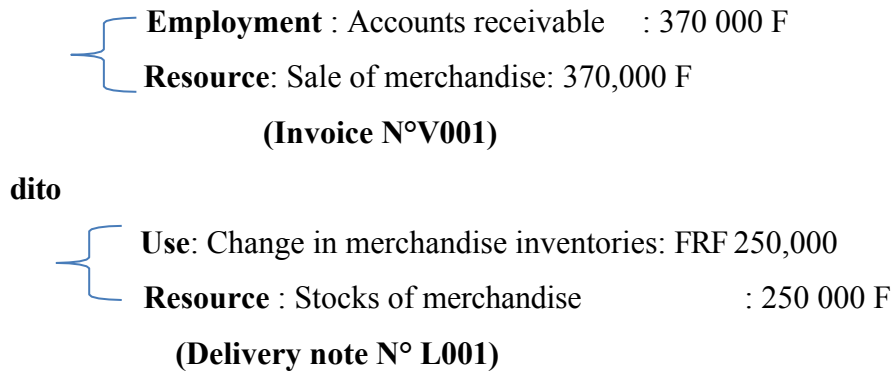 Employment : Accounts receivable : 370 000 F
Resource: Sale of merchandise: 370,000 F
(Invoice N°V001)
dito
Use: Change in merchandise inventories: FRF 250,000
Resource : Stocks of merchandise : 250 000 F
(Delivery note N° L001)